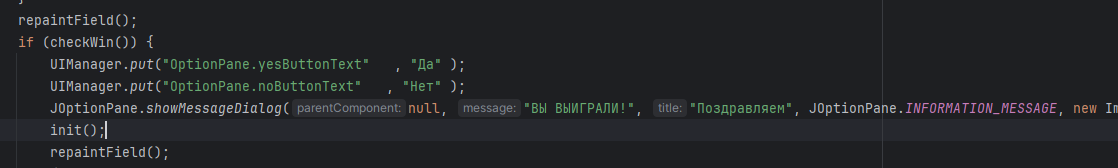 }
repaintField();
if (checkWin()) {
UIManager.put("OptionPane.yesButtonText"   , "Да" );
UIManager.put("OptionPane.noButtonText"   , "Нет" );
JOptionPane.showMessageDialog( parentComponent: null, message: "ВЫ ВЫИГРАЛИ!", title: "Поздравляем", JOptionPane.INFORMATION_MESSAGE, new
init();
repaintField();